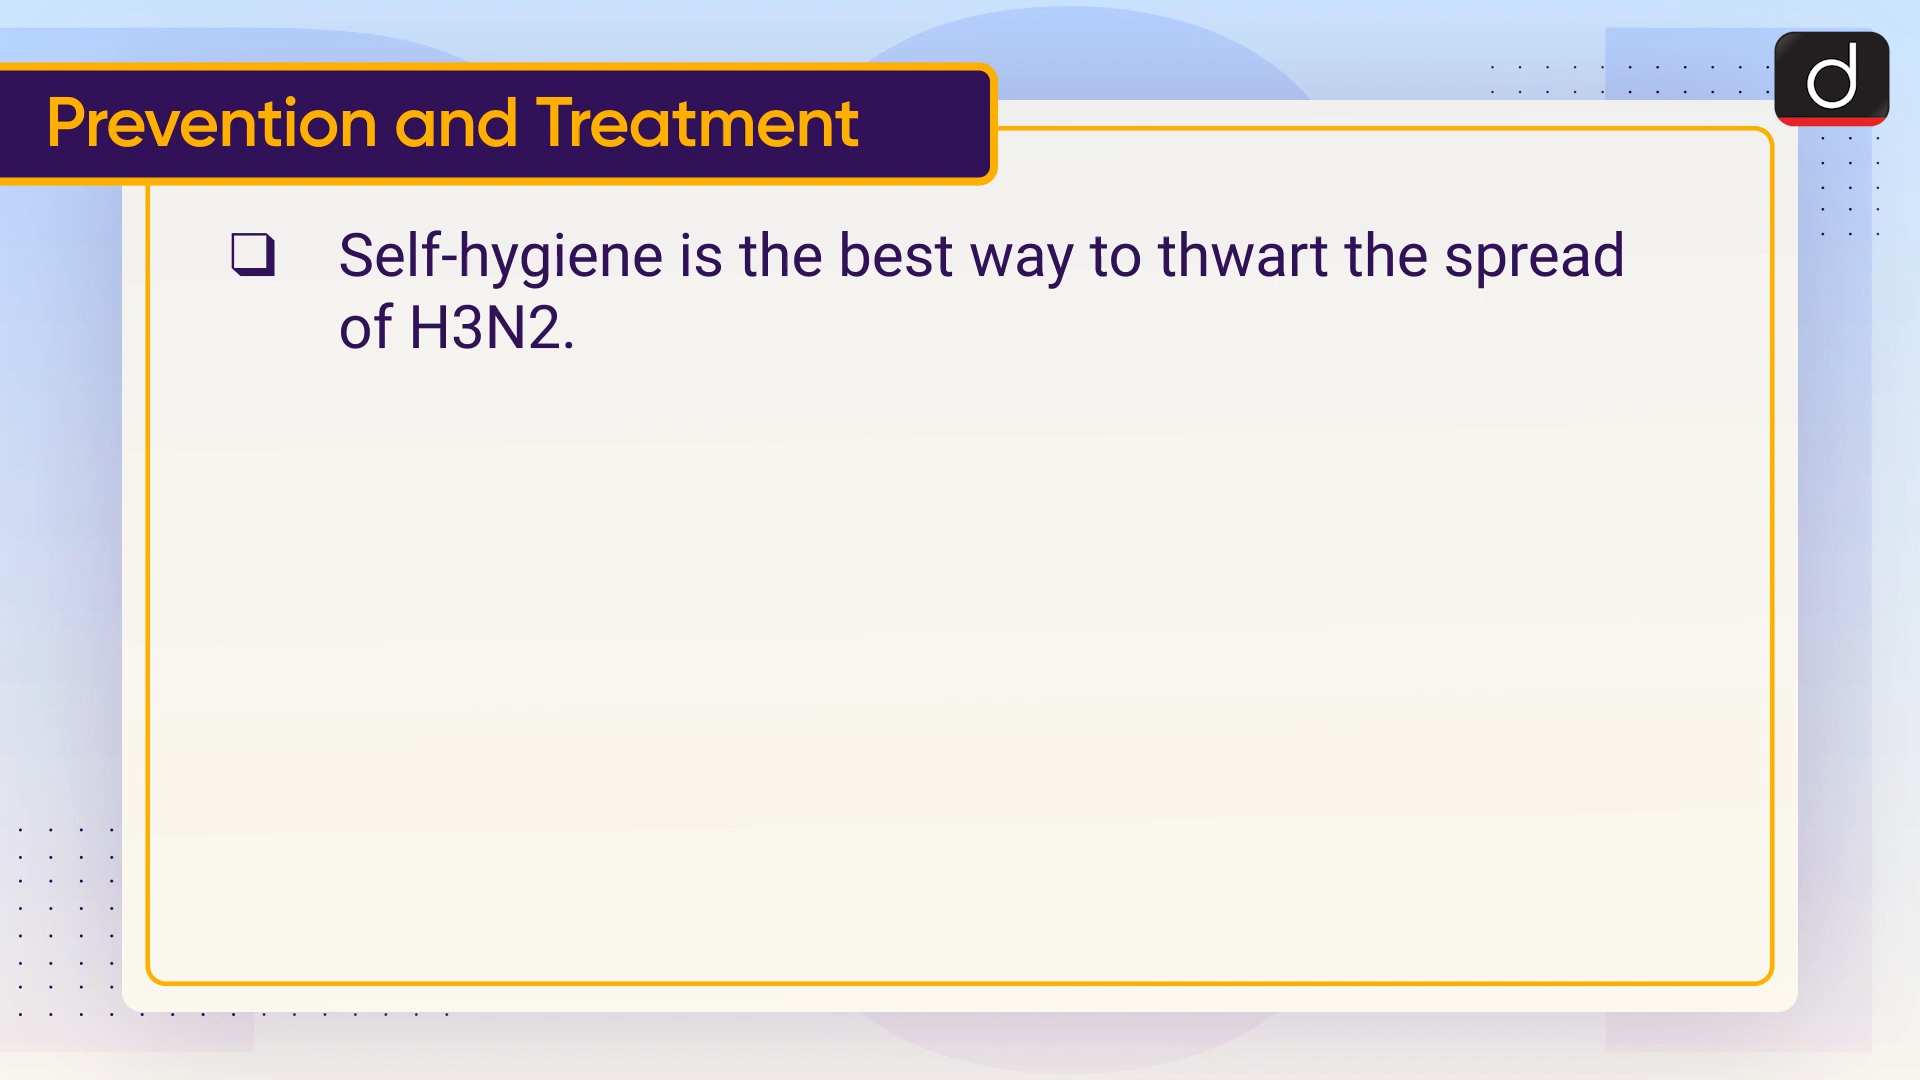 Prevention and Treatment
❑ Self-hygiene is the best way to thwart the spread
of H3N2.
d